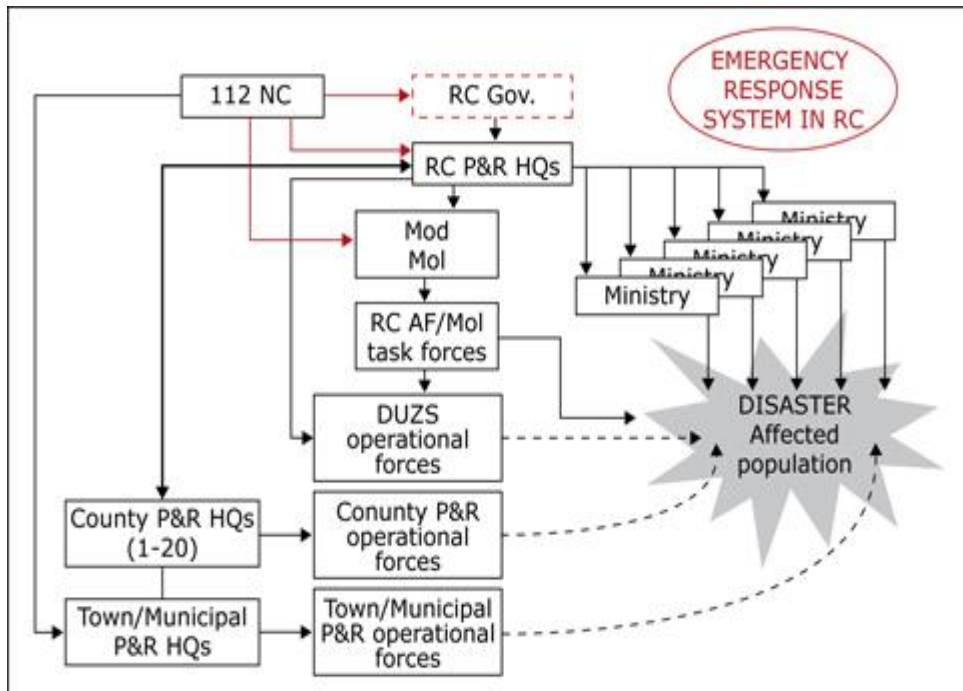 EMERGENCY
RESPONSE
SYSTEM IN RC
112 NC
RC Gov.
RC P&R HQs
Mod
Mol
Ministry
Ministry
Ministry
Ministry
Ministry
RC AF/Mol
task forces
DUZS
operational
forces
DISASTER
Affected
population
County P&R HQs
(1-20)
Conunty P&R
operational
forces
Town/Municipal
P&R HQs
Town/Municipal
P&R operational
forces